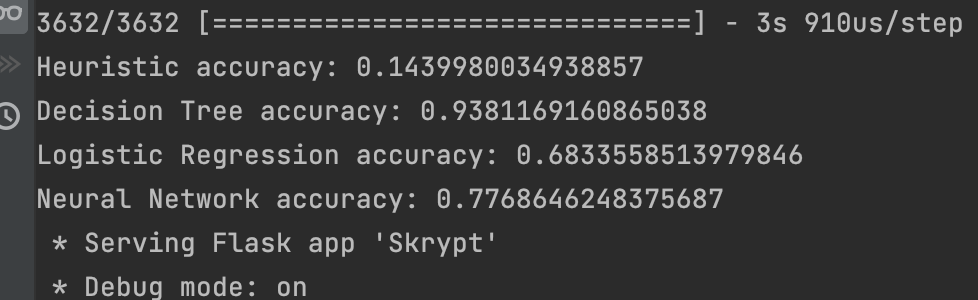 3632/3632 [==============================] - 3s 910us/step
Heuristic accuracy: 0.1439980034938857
Decision Tree accuracy: 0.9381169160865038
Logistic Regression accuracy: 0.6833558513979846
Neural Network accuracy: 0.7768646248375687
 * Serving Flask app 'Skrypt'
 * Debug mode: on